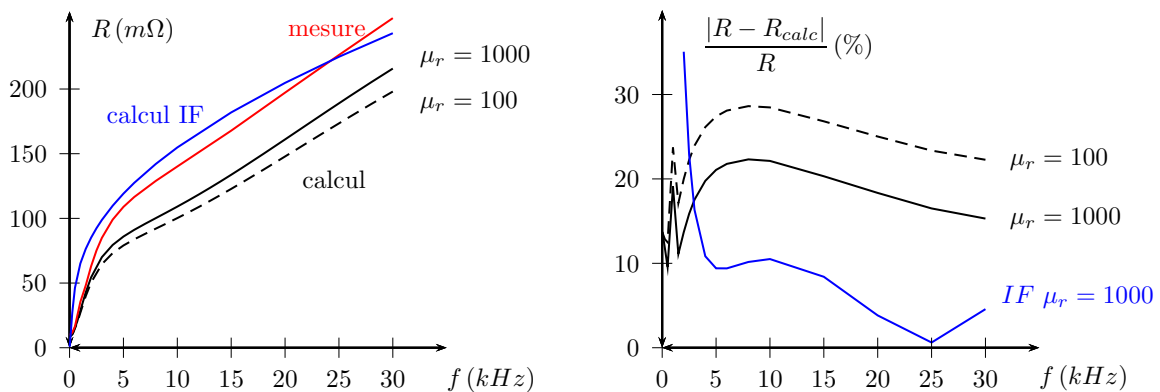 R (mΩ)
mesure
μr = 1000
μr = 100
calcul IF
calcul
200
150
100
50
0
0 5 10 15 20 25 30 f (kHz)
|R − Rcalc|
R
(%)
30
20
10
0
μr = 100
μr = 1000
IF μr = 1000
0 5 10 15 20 25 30 f (kHz)